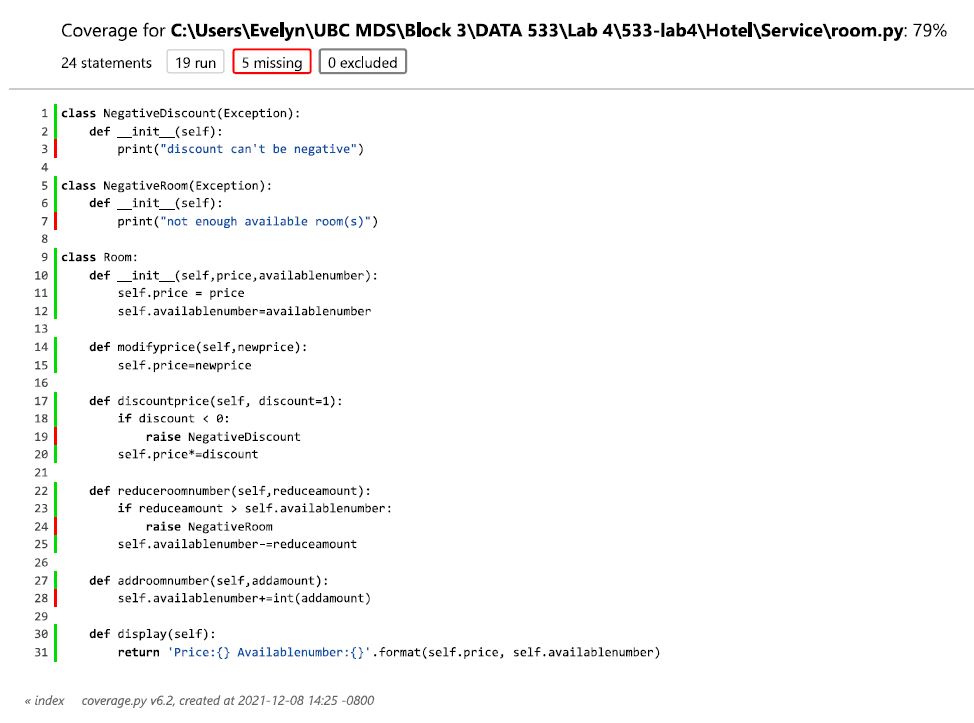 Coverage for C:\Users\Evelyn\UBC MDS\Block 3\DATA 533\Lab 4\533-lab4\Hotel\Service\room.py: 79%
24 statements 19 run 5 missing 0 excluded
1 class NegativeDiscount(Exception):
2     def __init__(self):
3         print("discount can't be negative")
4
5 class NegativeRoom(Exception):
6     def __init__(self):
7         print("not enough available room(s)")
8
9 class Room:
10     def __init__(self,price,availablenumber):
11         self.price = price
12         self.availablenumber=availablenumber
13
14     def modifyprice(self,newprice):
15         self.price=newprice
16
17     def discountprice(self, discount=1):
18         if discount < 0:
19             raise NegativeDiscount
20         self.price*=discount
21
22     def reduceroomnumber(self,reduceamount):
23         if reduceamount > self.availablenumber:
24             raise NegativeRoom
25         self.availablenumber-=reduceamount
26
27     def addroomnumber(self,addamount):
28         self.availablenumber+=int(addamount)
29
30     def display(self):
31         return 'Price:{} Availablenumber:{}'.format(self.price, self.availablenumber)
« index coverage.py v6.2, created at 2021-12-08 14:25 -0800